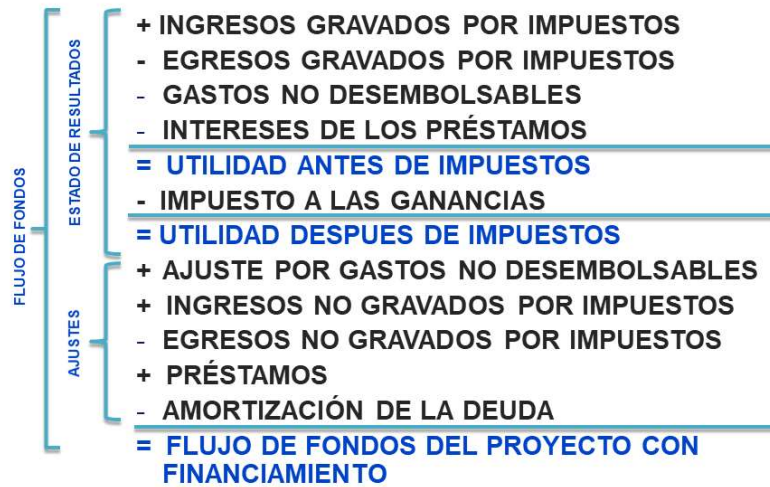 + INGRESOS GRAVADOS POR IMPUESTOS
- EGRESOS GRAVADOS POR IMPUESTOS
- GASTOS NO DESEMBOLSABLES
- INTERESES DE LOS PRÉSTAMOS
= UTILIDAD ANTES DE IMPUESTOS
- IMPUESTO A LAS GANANCIAS
= UTILIDAD DESPUES DE IMPUESTOS
+ AJUSTE POR GASTOS NO DESEMBOLSABLES
+ INGRESOS NO GRAVADOS POR IMPUESTOS
- EGRESOS NO GRAVADOS POR IMPUESTOS
+ PRÉSTAMOS
- AMORTIZACIÓN DE LA DEUDA
= FLUJO DE FONDOS DEL PROYECTO CON
FINANCIAMIENTO
FLUJO DE FONDOS
ESTADO DE RESULTADOS
AJUSTES